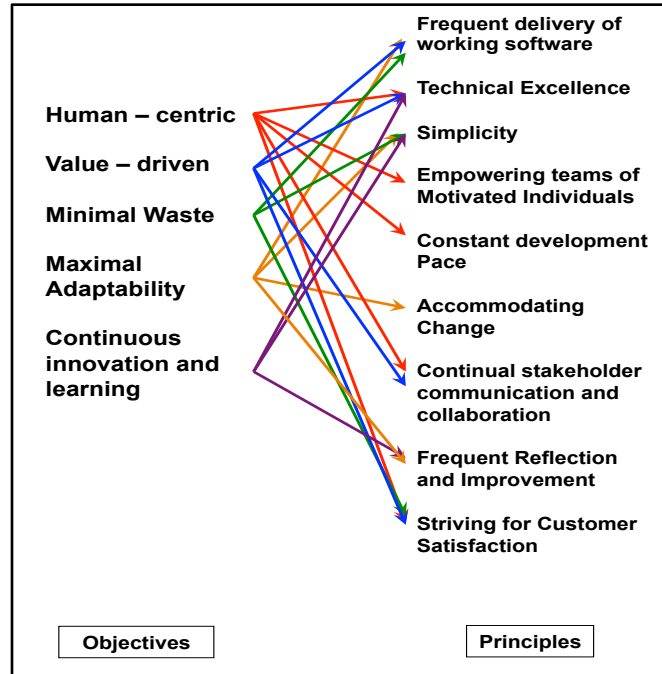 Human – centric
Value – driven
Minimal Waste
Maximal
Adaptability
Continuous
innovation and
learning
Frequent delivery of
working software
Technical Excellence
Simplicity
Empowering teams of
Motivated Individuals
Constant development
Pace
Accommodating
Change
Continual stakeholder
communication and
collaboration
Frequent Reflection
and Improvement
Striving for Customer
Satisfaction
Objectives
Principles